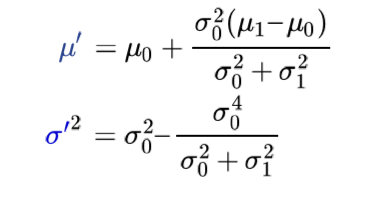 μ′ = μ₀ + σ₀²(μ₁−μ₀) / (σ₀² + σ₁²)
σ′² = σ₀² − σ₀⁴ / (σ₀² + σ₁²)